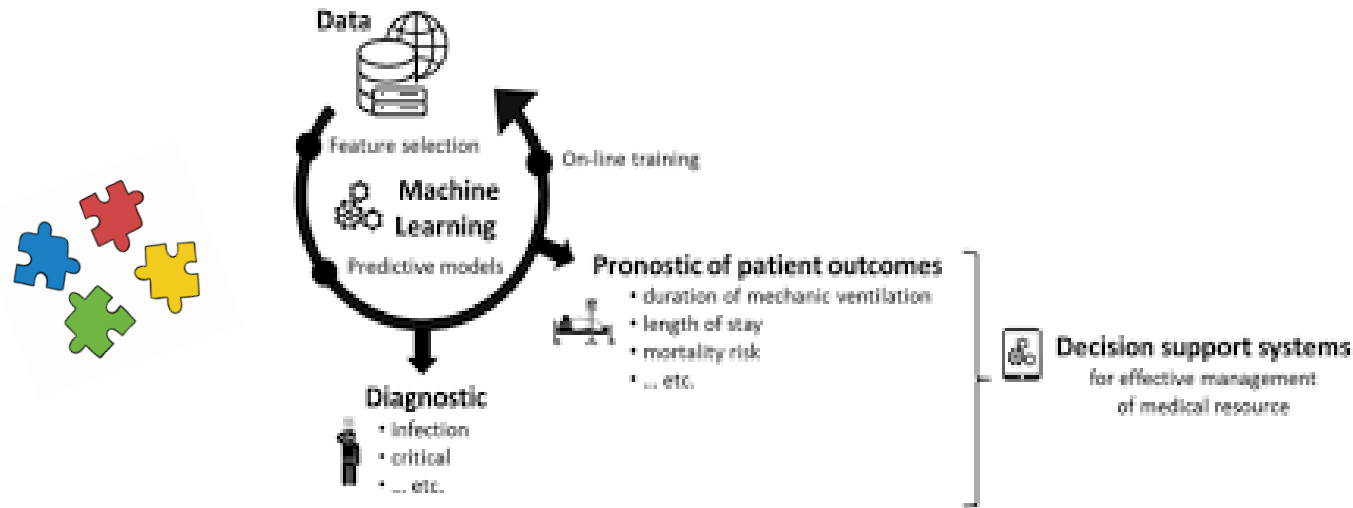 Data
Feature selection
On-line training
Machine
Learning
Predictive models
Pronostic of patient outcomes
• duration of mechanic ventilation
• length of stay
• mortality risk
• ... etc.
Decision support systems
for effective management
of medical resource
Diagnostic
• infection
• critical
• ... etc.